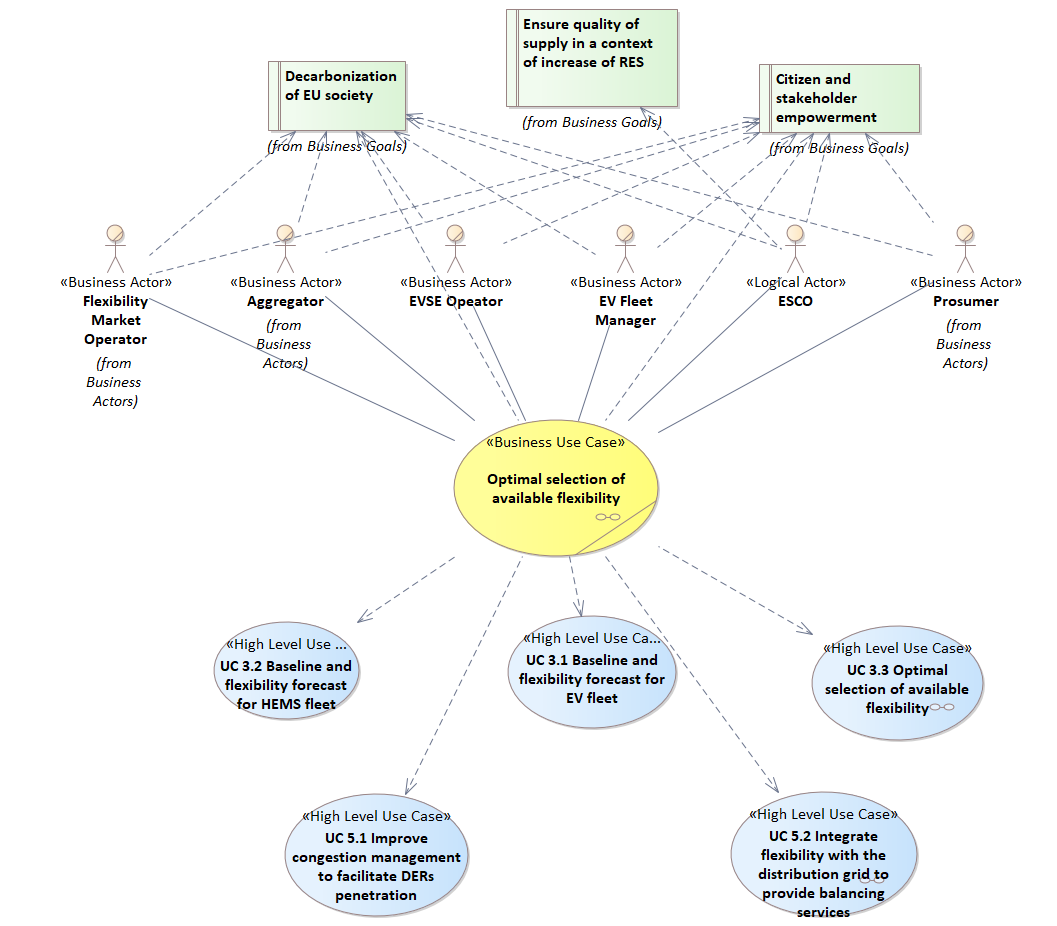 Ensure quality of
supply in a context
of increase of RES
(from Business Goals)
Decarbonization
of EU society
(from Business Goals)
Citizen and
stakeholder
empowerment
(from Business Goals)
«Business Actor»
Flexibility
Market
Operator
(from
Business
Actors)
«Business Actor»
Aggregator
(from
Business
Actors)
«Business Actor»
EVSE Opeator
«Business Actor»
EV Fleet
Manager
«Logical Actor»
ESCO
«Business Actor»
Prosumer
(from
Business
Actors)
«Business Use Case»
Optimal selection of
available flexibility
«High Level Use ...
UC 3.2 Baseline and
flexibility forecast
for HEMS fleet
«High Level Use Ca...
UC 3.1 Baseline and
flexibility forecast for
EV fleet
«High Level Use Case»
UC 3.3 Optimal
selection of available
flexibility
«High Level Use Case»
UC 5.1 Improve
congestion management
to facilitate DERs
penetration
«High Level Use Case»
UC 5.2 Integrate
flexibility with the
distribution grid to
provide balancing
services